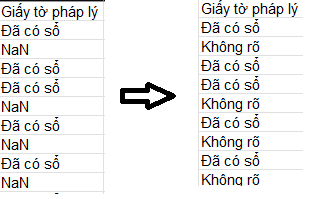 Giấy tờ pháp lý
Đã có sổ
NaN
Đã có sổ
Đã có sổ
NaN
Đã có sổ
NaN
Đã có sổ
NaN
Giấy tờ pháp lý
Đã có sổ
Không rõ
Đã có sổ
Đã có sổ
Không rõ
Đã có sổ
Không rõ
Đã có sổ
Không rõ